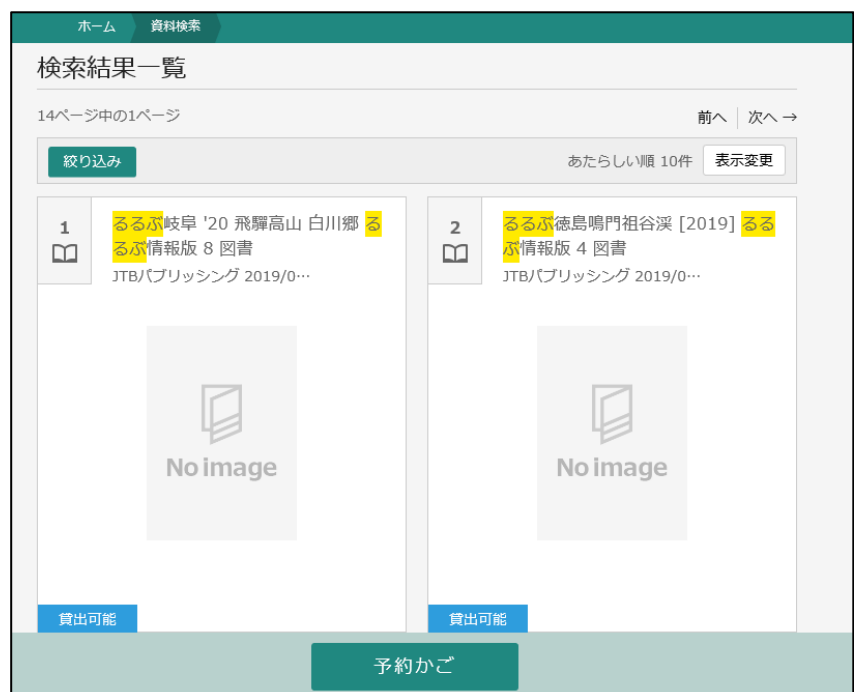 ホーム 資料検索
検索結果一覧
14ページ中の1ページ
前へ 次へ →
絞り込み あたらしい順 10件 表示変更
1
るるぶ岐阜 '20 飛驒高山 白川郷 る
るぶ情報版 8 図書
JTBパブリッシング 2019/0…
No image
貸出可能
2
るるぶ徳島鳴門祖谷渓 [2019] るる
ぶ情報版 4 図書
JTBパブリッシング 2019/0…
No image
貸出可能
予約かご